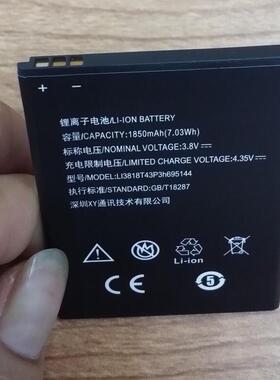 + −
锂离子电池/LI-ION BATTERY
容量/CAPACITY:1850mAh(7.03Wh)
标称电压/NOMINAL VOLTAGE:3.8V
充电限制电压/LIMITED CHARGE VOLTAGE:4.35V
型号/MODEL:LI3818T43P3h695144
执行标准/STANDARD:GB/T18287
深圳XY通讯技术有限公司
Li-ion
CE
5